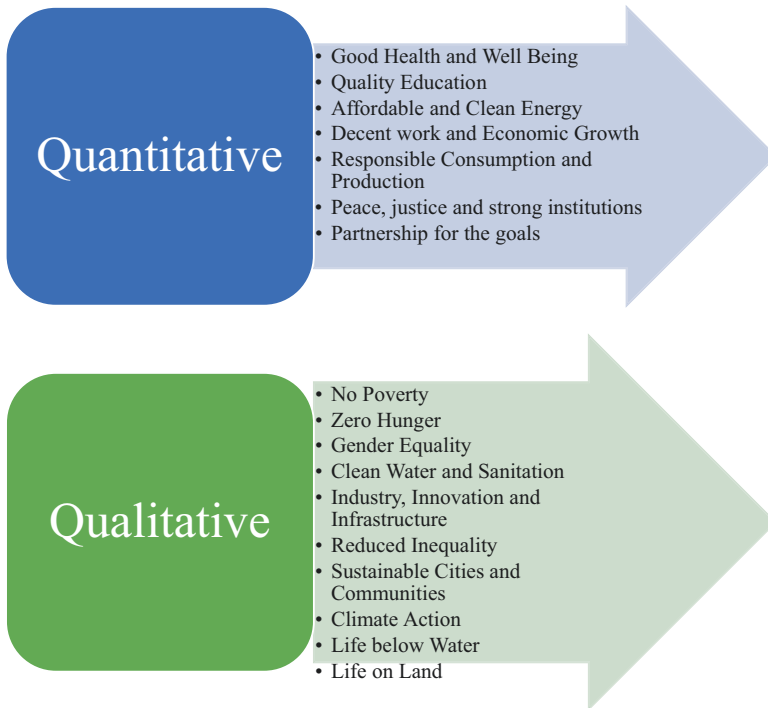 Quantitative
• Good Health and Well Being
• Quality Education
• Affordable and Clean Energy
• Decent work and Economic Growth
• Responsible Consumption and
Production
• Peace, justice and strong institutions
• Partnership for the goals
Qualitative
• No Poverty
• Zero Hunger
• Gender Equality
• Clean Water and Sanitation
• Industry, Innovation and
Infrastructure
• Reduced Inequality
• Sustainable Cities and
Communities
• Climate Action
• Life below Water
• Life on Land